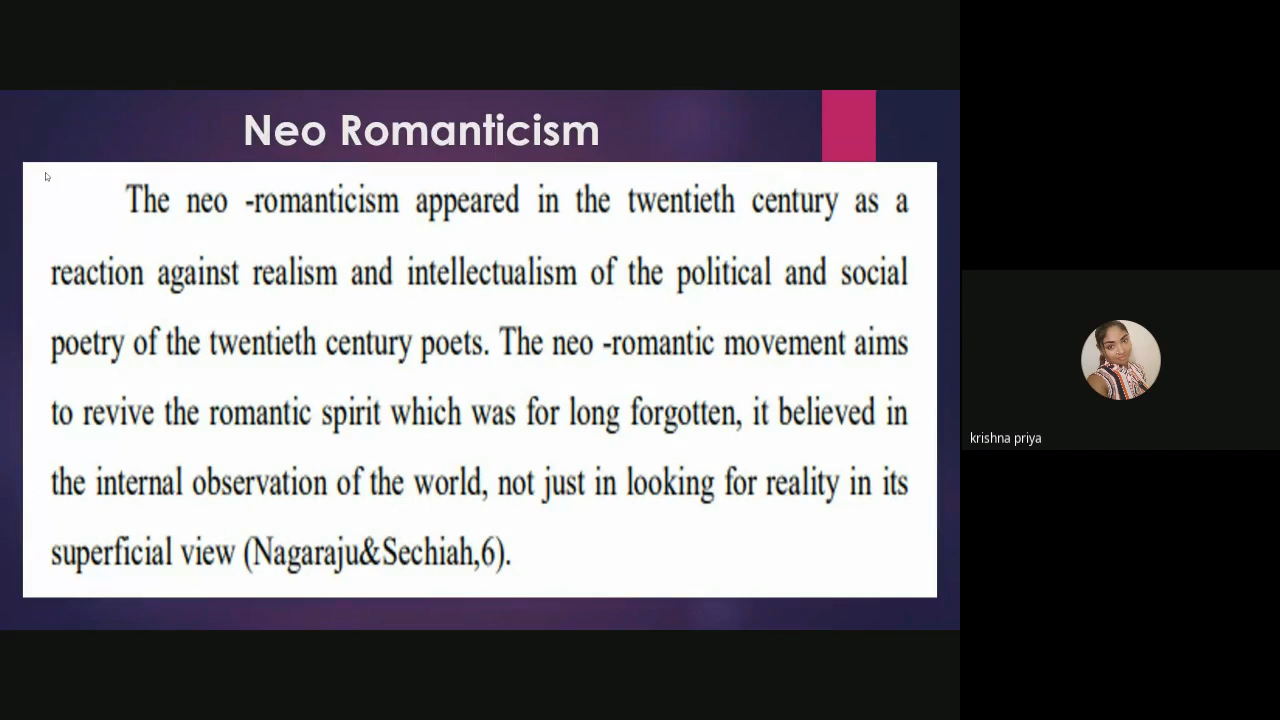 Neo Romanticism
The neo -romanticism appeared in the twentieth century as a
reaction against realism and intellectualism of the political and social
poetry of the twentieth century poets. The neo -romantic movement aims
to revive the romantic spirit which was for long forgotten, it believed in
the internal observation of the world, not just in looking for reality in its
superficial view (Nagaraju&Sechiah,6).
krishna priya